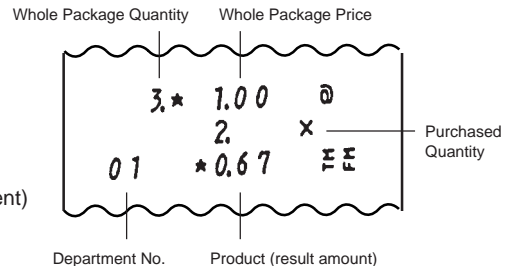 Whole Package Quantity Whole Package Price
3.* 1.00 @
2. X
Purchased
Quantity
01 *0.67
ent)
Department No. Product (result amount)